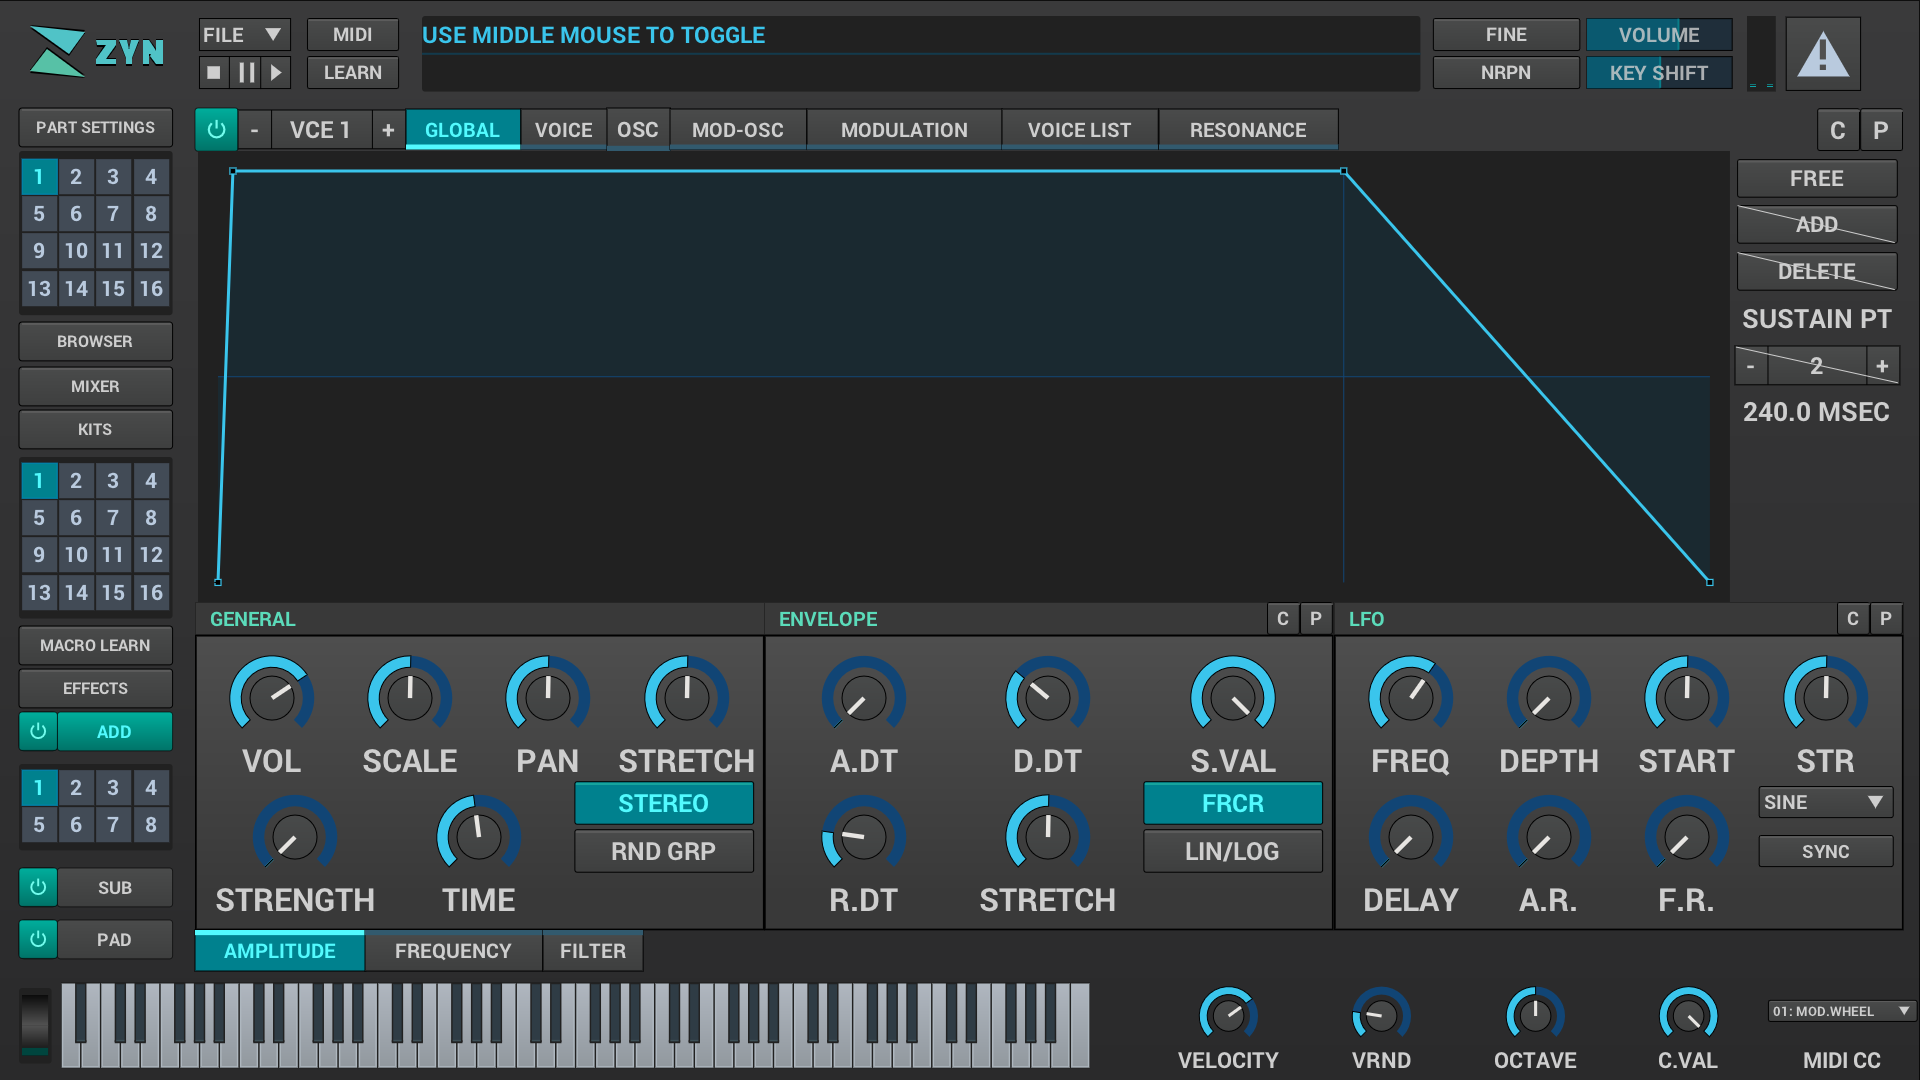 ZYN
FILE
MIDI
LEARN
USE MIDDLE MOUSE TO TOGGLE
FINE
VOLUME
NRPN
KEY SHIFT
PART SETTINGS
1 2 3 4
5 6 7 8
9 10 11 12
13 14 15 16
BROWSER
MIXER
KITS
1 2 3 4
5 6 7 8
9 10 11 12
13 14 15 16
MACRO LEARN
EFFECTS
ADD
1 2 3 4
5 6 7 8
SUB
PAD
- VCE 1 + GLOBAL VOICE OSC MOD-OSC MODULATION VOICE LIST RESONANCE
C P
FREE
ADD
DELETE
SUSTAIN PT
- 2 +
240.0 MSEC
GENERAL
VOL SCALE PAN STRETCH
STEREO
RND GRP
STRENGTH TIME
ENVELOPE C P
A.DT D.DT S.VAL
FRCR
LIN/LOG
R.DT STRETCH
LFO C P
FREQ DEPTH START STR
SINE
SYNC
DELAY A.R. F.R.
AMPLITUDE FREQUENCY FILTER
VELOCITY VRND OCTAVE C.VAL
01: MOD.WHEEL
MIDI CC